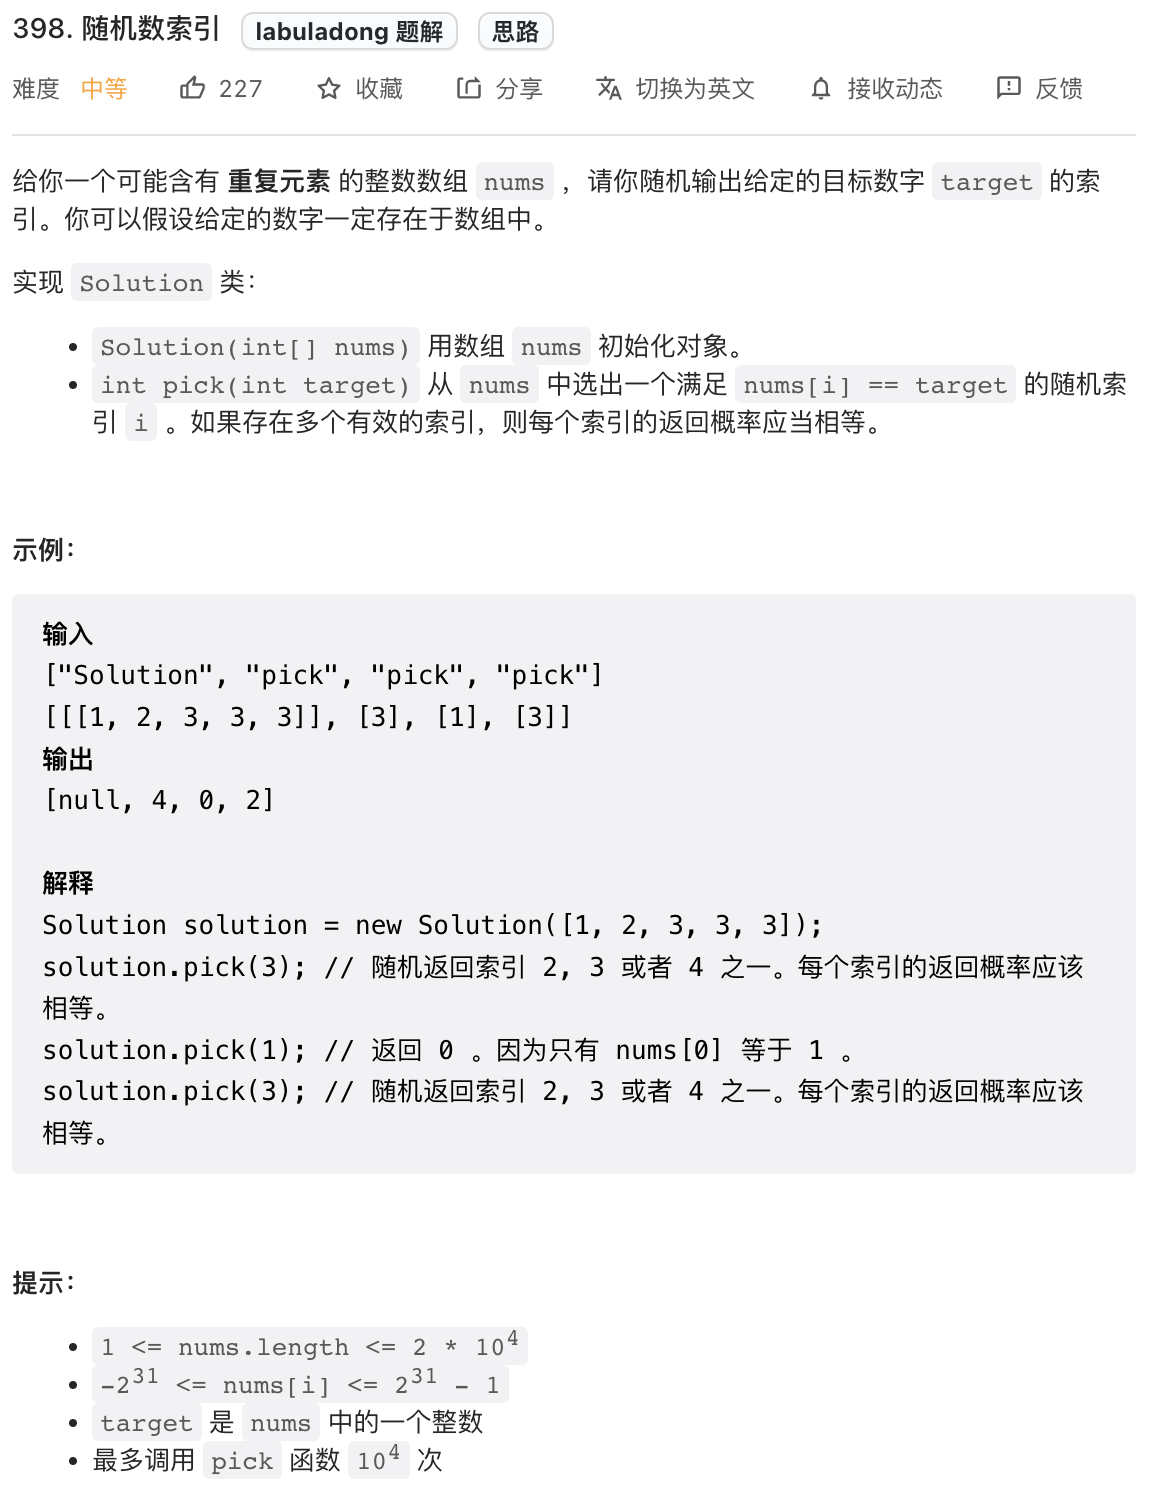 398. 随机数索引 labuladong 题解 思路
难度 中等 227 收藏 分享 切换为英文 接收动态 反馈
给你一个可能含有 重复元素 的整数数组 nums ，请你随机输出给定的目标数字 target 的索
引。你可以假设给定的数字一定存在于数组中。
实现 Solution 类：
• Solution(int[] nums) 用数组 nums 初始化对象。
• int pick(int target) 从 nums 中选出一个满足 nums[i] == target 的随机索
引 i 。如果存在多个有效的索引，则每个索引的返回概率应当相等。
示例：
输入
["Solution", "pick", "pick", "pick"]
[[[1, 2, 3, 3, 3]], [3], [1], [3]]
输出
[null, 4, 0, 2]
解释
Solution solution = new Solution([1, 2, 3, 3, 3]);
solution.pick(3); // 随机返回索引 2, 3 或者 4 之一。每个索引的返回概率应该
相等。
solution.pick(1); // 返回 0 。因为只有 nums[0] 等于 1 。
solution.pick(3); // 随机返回索引 2, 3 或者 4 之一。每个索引的返回概率应该
相等。
提示：
• 1 <= nums.length <= 2 * 10⁴
• -2³¹ <= nums[i] <= 2³¹ - 1
• target 是 nums 中的一个整数
• 最多调用 pick 函数 10⁴ 次